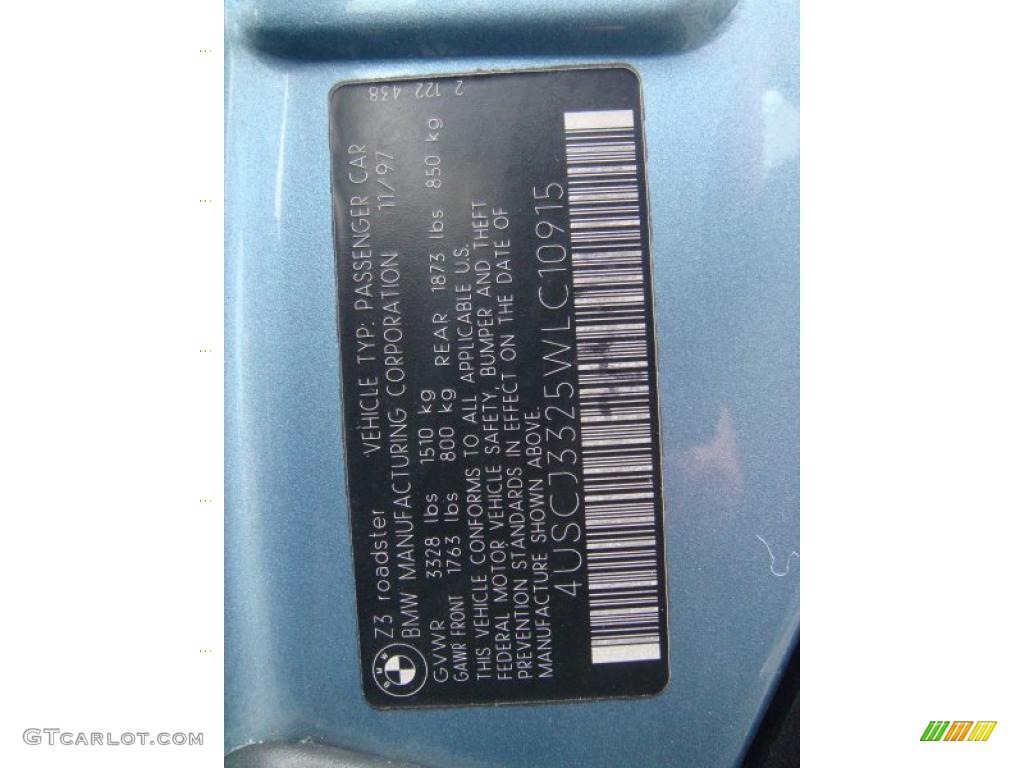 Z3 roadster VEHICLE TYP: PASSENGER CAR
BMW MANUFACTURING CORPORATION 11/97
GVWR 3328 lbs 1510 kg
GAWR FRONT 1763 lbs 800 kg REAR 1873 lbs 850 kg
THIS VEHICLE CONFORMS TO ALL APPLICABLE U.S.
FEDERAL MOTOR VEHICLE SAFETY, BUMPER AND THEFT
PREVENTION STANDARDS IN EFFECT ON THE DATE OF
MANUFACTURE SHOWN ABOVE.
4USCJ3325WLC10915
2 122 438
BMW
GTCARLOT.COM